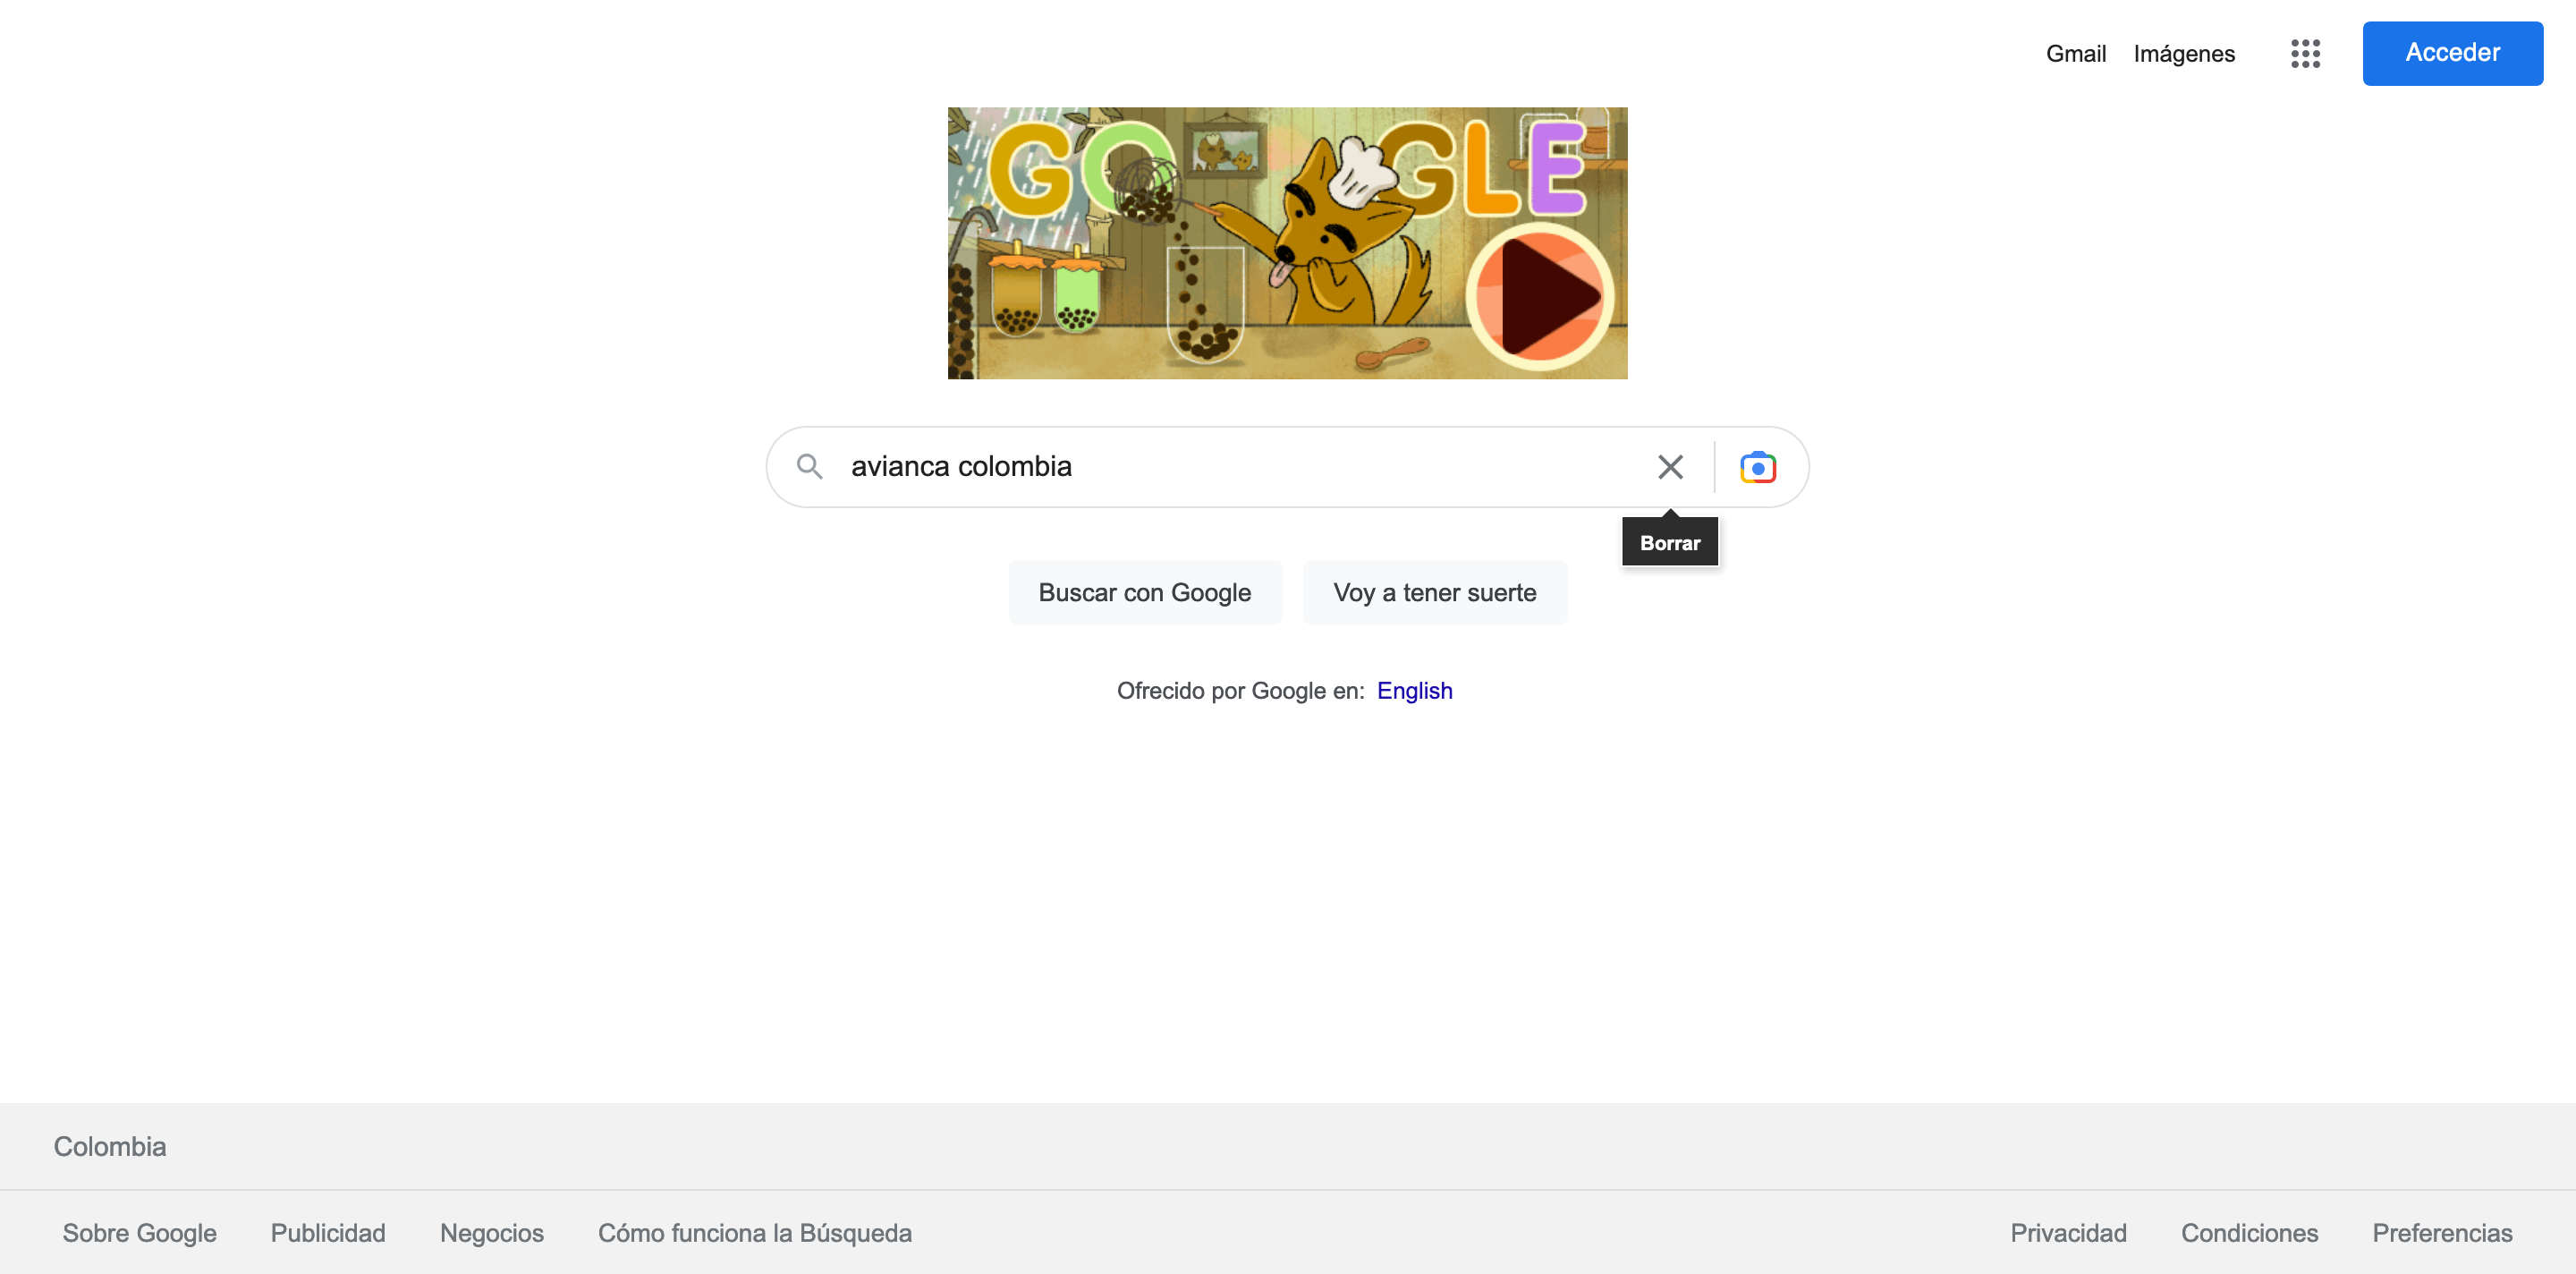 Gmail Imágenes Acceder
GOOGLE
avianca colombia
Borrar
Buscar con Google Voy a tener suerte
Ofrecido por Google en: English
Colombia
Sobre Google Publicidad Negocios Cómo funciona la Búsqueda Privacidad Condiciones Preferencias